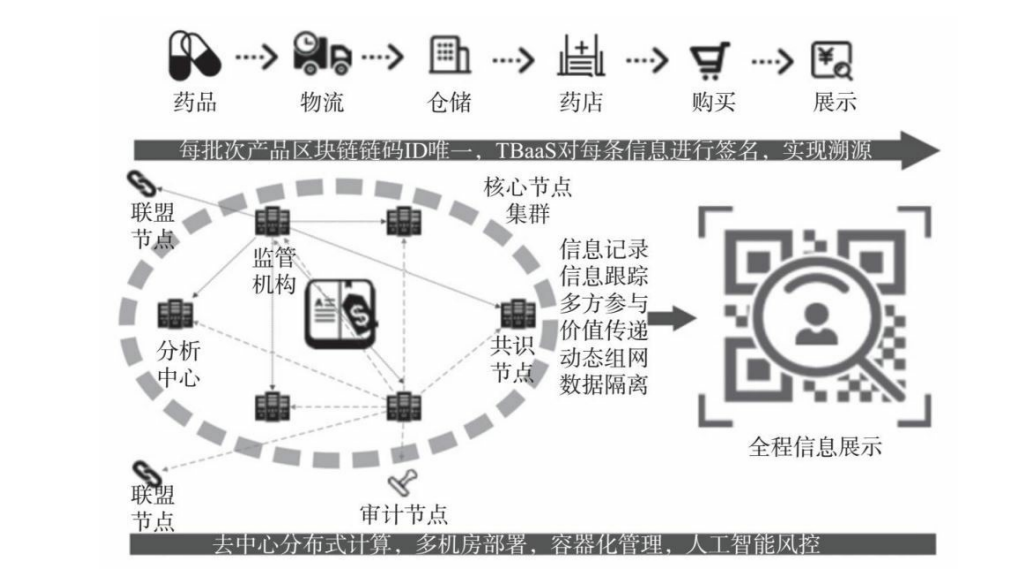 药品
物流
仓储
药店
购买
展示
每批次产品区块链链码ID唯一，TBaaS对每条信息进行签名，实现溯源
联盟
节点
核心节点
集群
监管
机构
信息记录
信息跟踪
多方参与
价值传递
动态组网
数据隔离
分析
中心
共识
节点
全程信息展示
联盟
节点
审计节点
去中心分布式计算，多机房部署，容器化管理，人工智能风控